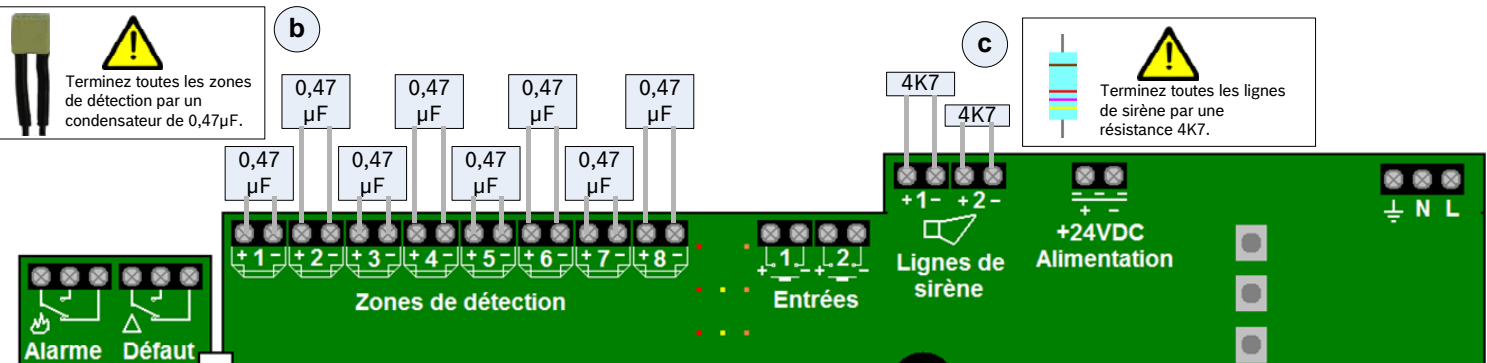 Terminez toutes les zones
de détection par un
condensateur de 0,47µF.
b
0,47
µF
0,47
µF
0,47
µF
0,47
µF
0,47
µF
0,47
µF
0,47
µF
0,47
µF
c
4K7
4K7
Terminez toutes les lignes
de sirène par une
résistance 4K7.
+1- +2-
+ -
+24VDC
Alimentation
N L
+1- +2- +3- +4- +5- +6- +7- +8-
Zones de détection
+1- +2-
Entrées
Lignes de
sirène
Alarme Défaut